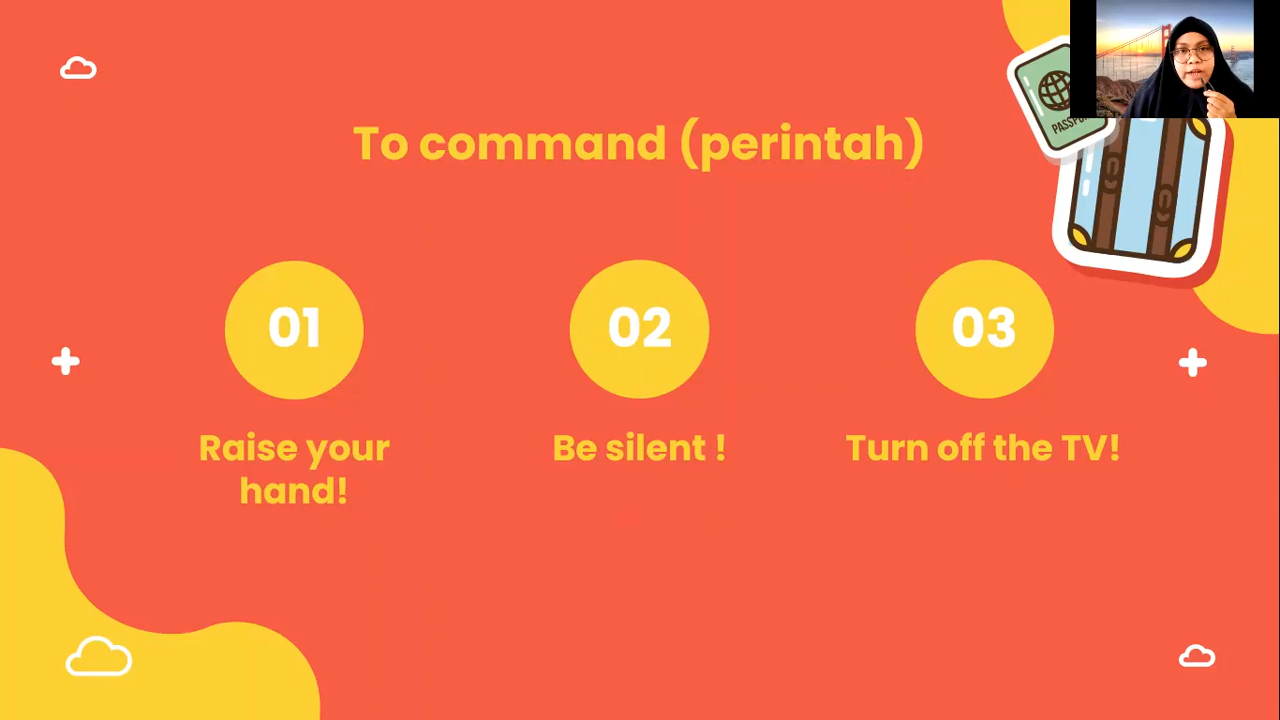 To command (perintah)
01
02
03
Raise your
hand!
Be silent !
Turn off the TV!